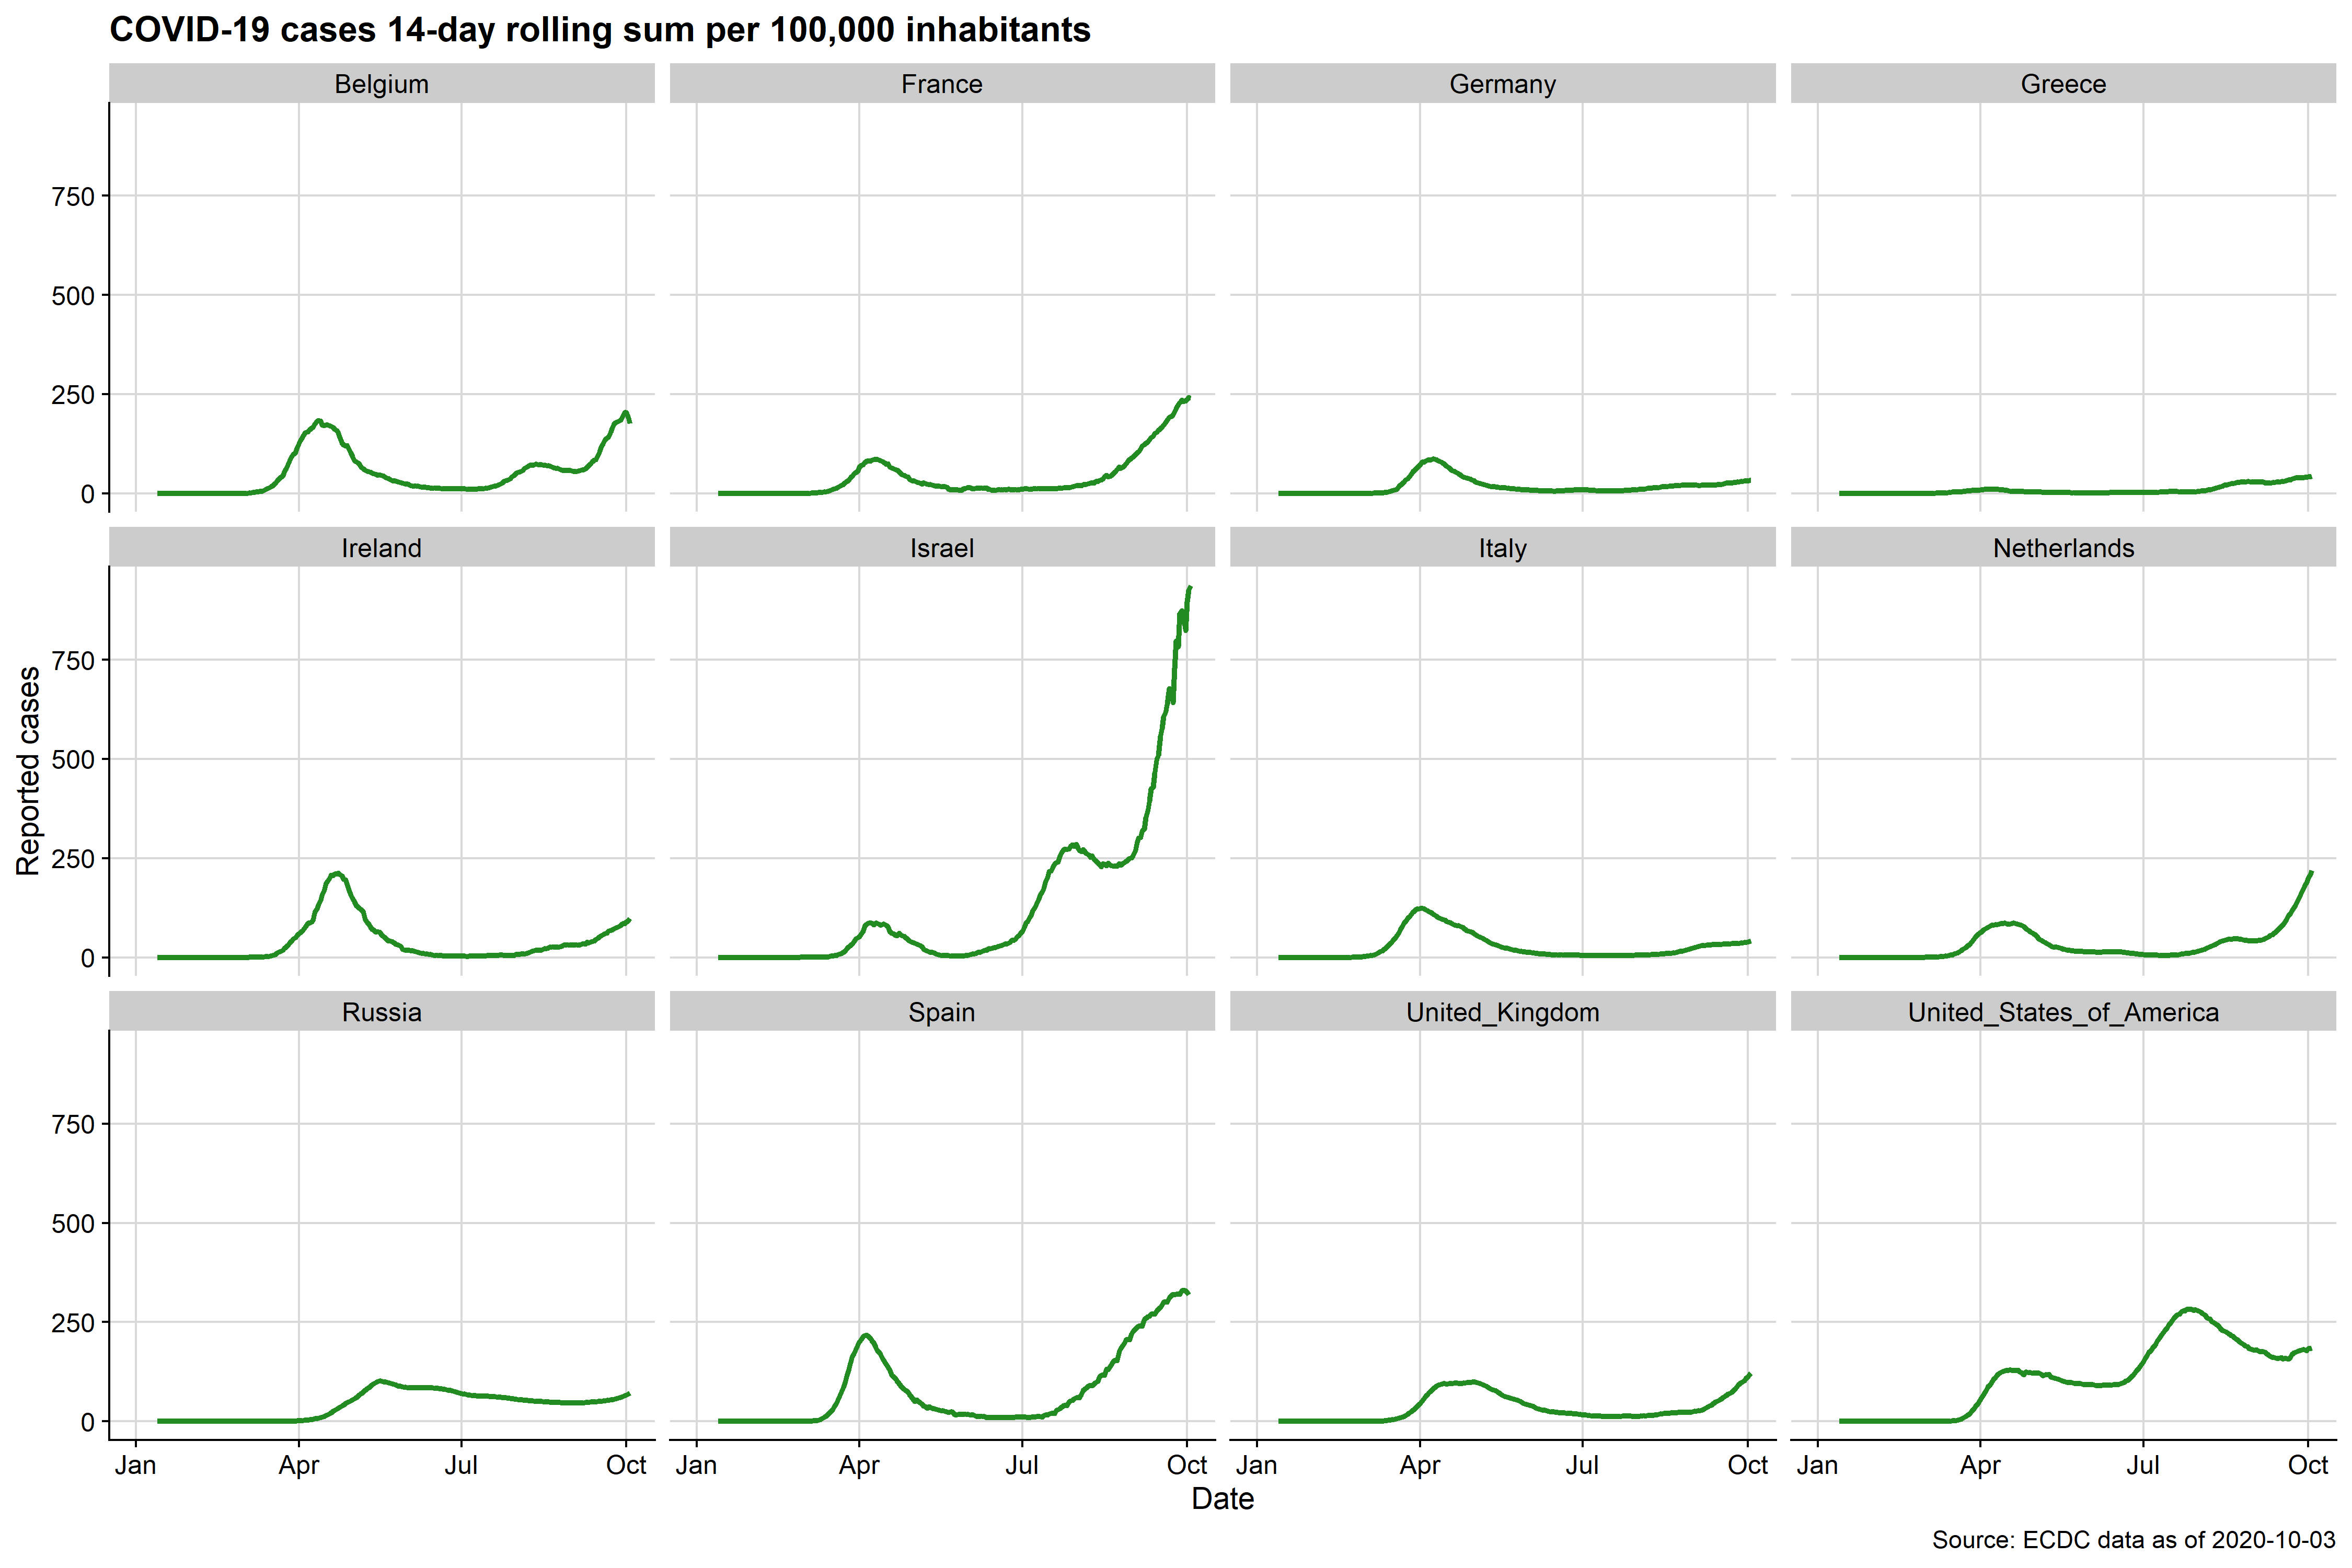 COVID-19 cases 14-day rolling sum per 100,000 inhabitants
Belgium France Germany Greece
750
500
250
0
Ireland Israel Italy Netherlands
750
500
250
0
Reported cases
Russia Spain United_Kingdom United_States_of_America
750
500
250
0
Jan Apr Jul Oct Jan Apr Jul Oct Jan Apr Jul Oct Jan Apr Jul Oct
Date
Source: ECDC data as of 2020-10-03